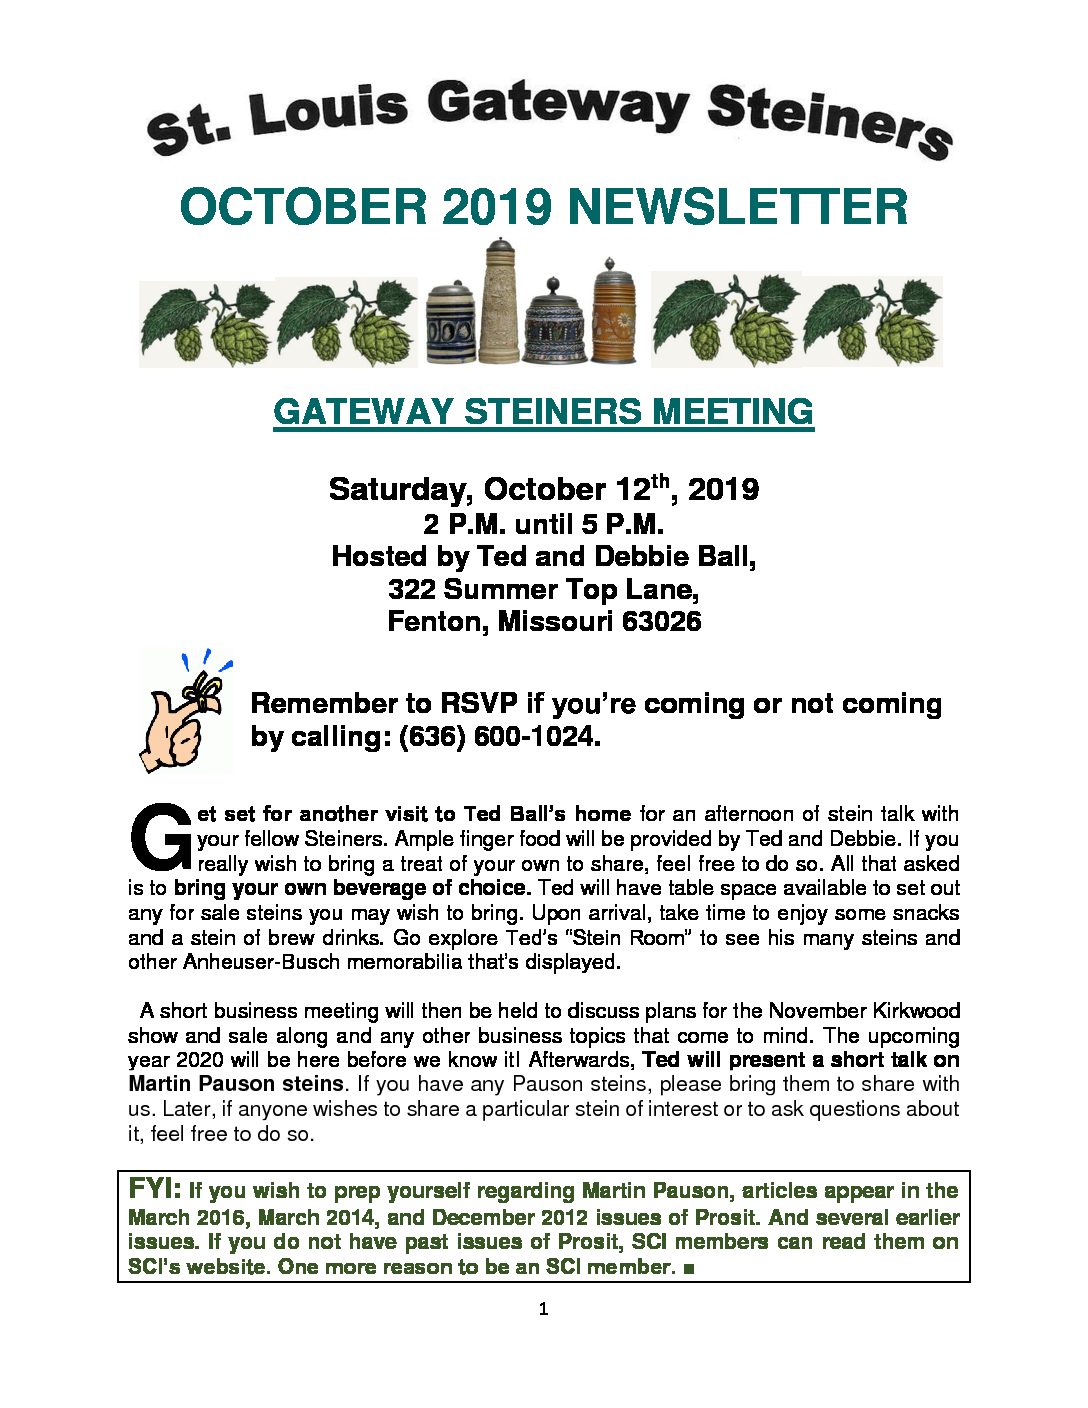 St. Louis Gateway Steiners
OCTOBER 2019 NEWSLETTER
GATEWAY STEINERS MEETING
Saturday, October 12th, 2019
2 P.M. until 5 P.M.
Hosted by Ted and Debbie Ball,
322 Summer Top Lane,
Fenton, Missouri 63026
Remember to RSVP if you’re coming or not coming
by calling: (636) 600-1024.
Get set for another visit to Ted Ball’s home for an afternoon of stein talk with
your fellow Steiners. Ample finger food will be provided by Ted and Debbie. If you
really wish to bring a treat of your own to share, feel free to do so. All that asked
is to bring your own beverage of choice. Ted will have table space available to set out
any for sale steins you may wish to bring. Upon arrival, take time to enjoy some snacks
and a stein of brew drinks. Go explore Ted’s “Stein Room” to see his many steins and
other Anheuser-Busch memorabilia that’s displayed.
A short business meeting will then be held to discuss plans for the November Kirkwood
show and sale along and any other business topics that come to mind. The upcoming
year 2020 will be here before we know it! Afterwards, Ted will present a short talk on
Martin Pauson steins. If you have any Pauson steins, please bring them to share with
us. Later, if anyone wishes to share a particular stein of interest or to ask questions about
it, feel free to do so.
FYI: If you wish to prep yourself regarding Martin Pauson, articles appear in the
March 2016, March 2014, and December 2012 issues of Prosit. And several earlier
issues. If you do not have past issues of Prosit, SCI members can read them on
SCI’s website. One more reason to be an SCI member. ■
1